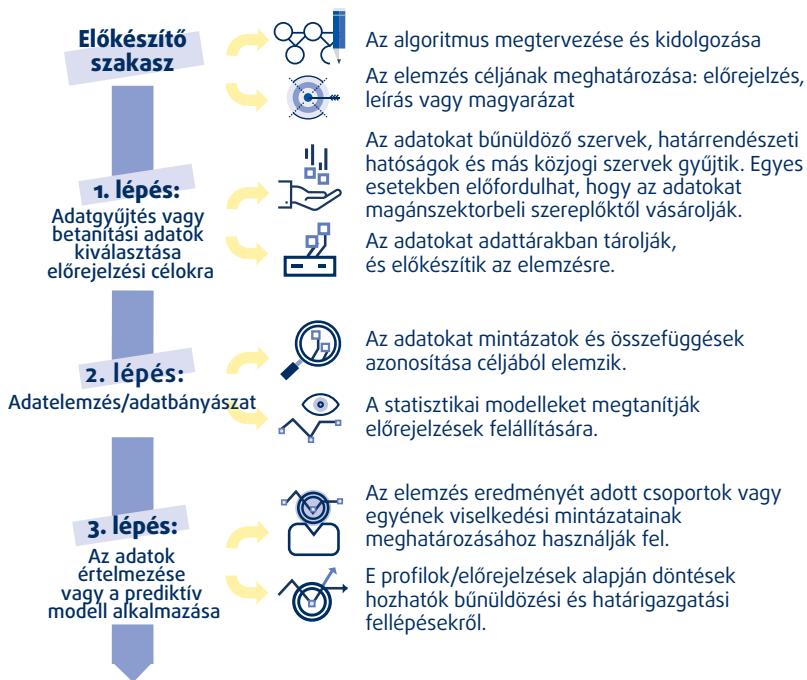 Előkészítő
szakasz
Az algoritmus megtervezése és kidolgozása
Az elemzés céljának meghatározása: előrejelzés,
leírás vagy magyarázat
1. lépés:
Adatgyűjtés vagy
betanítási adatok
kiválasztása
előrejelzési célokra
Az adatokat bűnüldöző szervek, határrendészeti
hatóságok és más közjogi szervek gyűjtik. Egyes
esetekben előfordulhat, hogy az adatokat
magánszektorbeli szereplőktől vásárolják.
Az adatokat adattárakban tárolják,
és előkészítik az elemzésre.
2. lépés:
Adatelemzés/adatbányászat
Az adatokat mintázatok és összefüggések
azonosítása céljából elemzik.
A statisztikai modelleket megtanítják
előrejelzések felállítására.
3. lépés:
Az adatok
értelmezése
vagy a prediktív
modell alkalmazása
Az elemzés eredményét adott csoportok vagy
egyének viselkedési mintázatainak
meghatározásához használják fel.
E profilok/előrejelzések alapján döntések
hozhatók bűnüldözési és határigazgatási
fellépésekről.